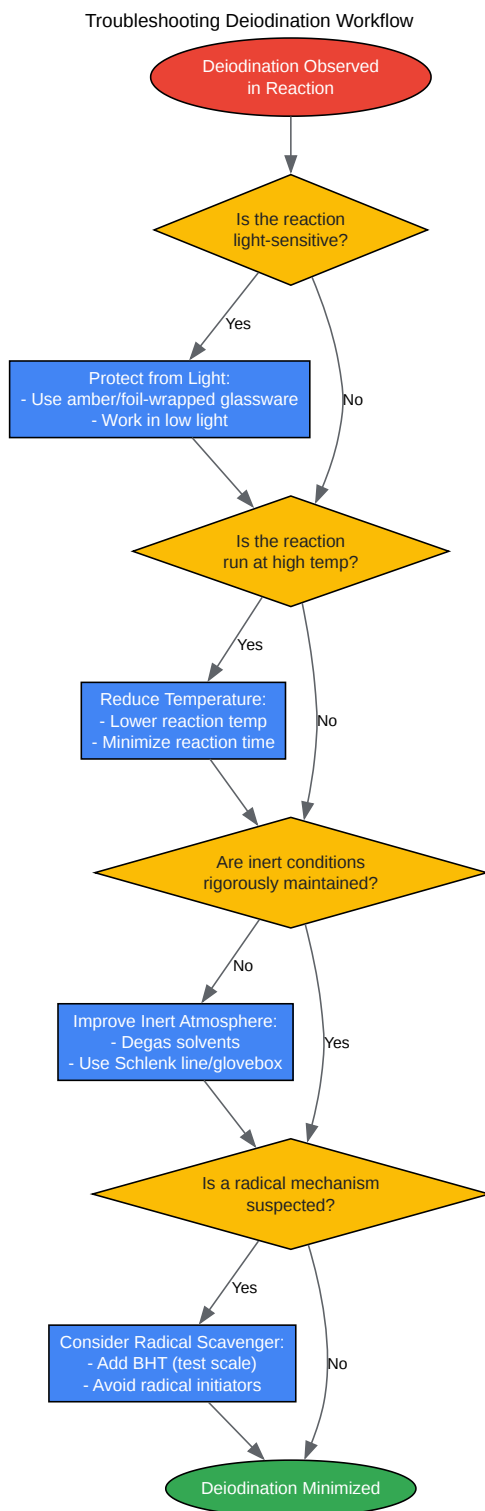 Troubleshooting Deiodination Workflow
Deiodination Observed
in Reaction
Is the reaction
light-sensitive?
Yes
Protect from Light:
- Use amber/foil-wrapped glassware
- Work in low light
No
Is the reaction
run at high temp?
Yes
Reduce Temperature:
- Lower reaction temp
- Minimize reaction time
No
Are inert conditions
rigorously maintained?
No
Improve Inert Atmosphere:
- Degas solvents
- Use Schlenk line/glovebox
Yes
Is a radical mechanism
suspected?
Yes
Consider Radical Scavenger:
- Add BHT (test scale)
- Avoid radical initiators
No
Deiodination Minimized